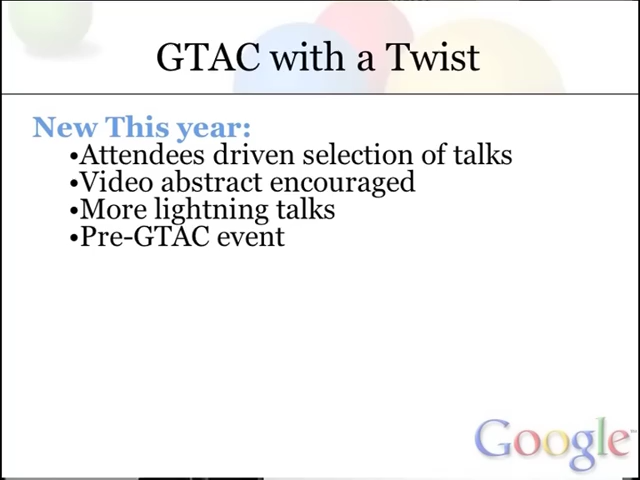 GTAC with a Twist
New This year:
•Attendees driven selection of talks
•Video abstract encouraged
•More lightning talks
•Pre-GTAC event
Google